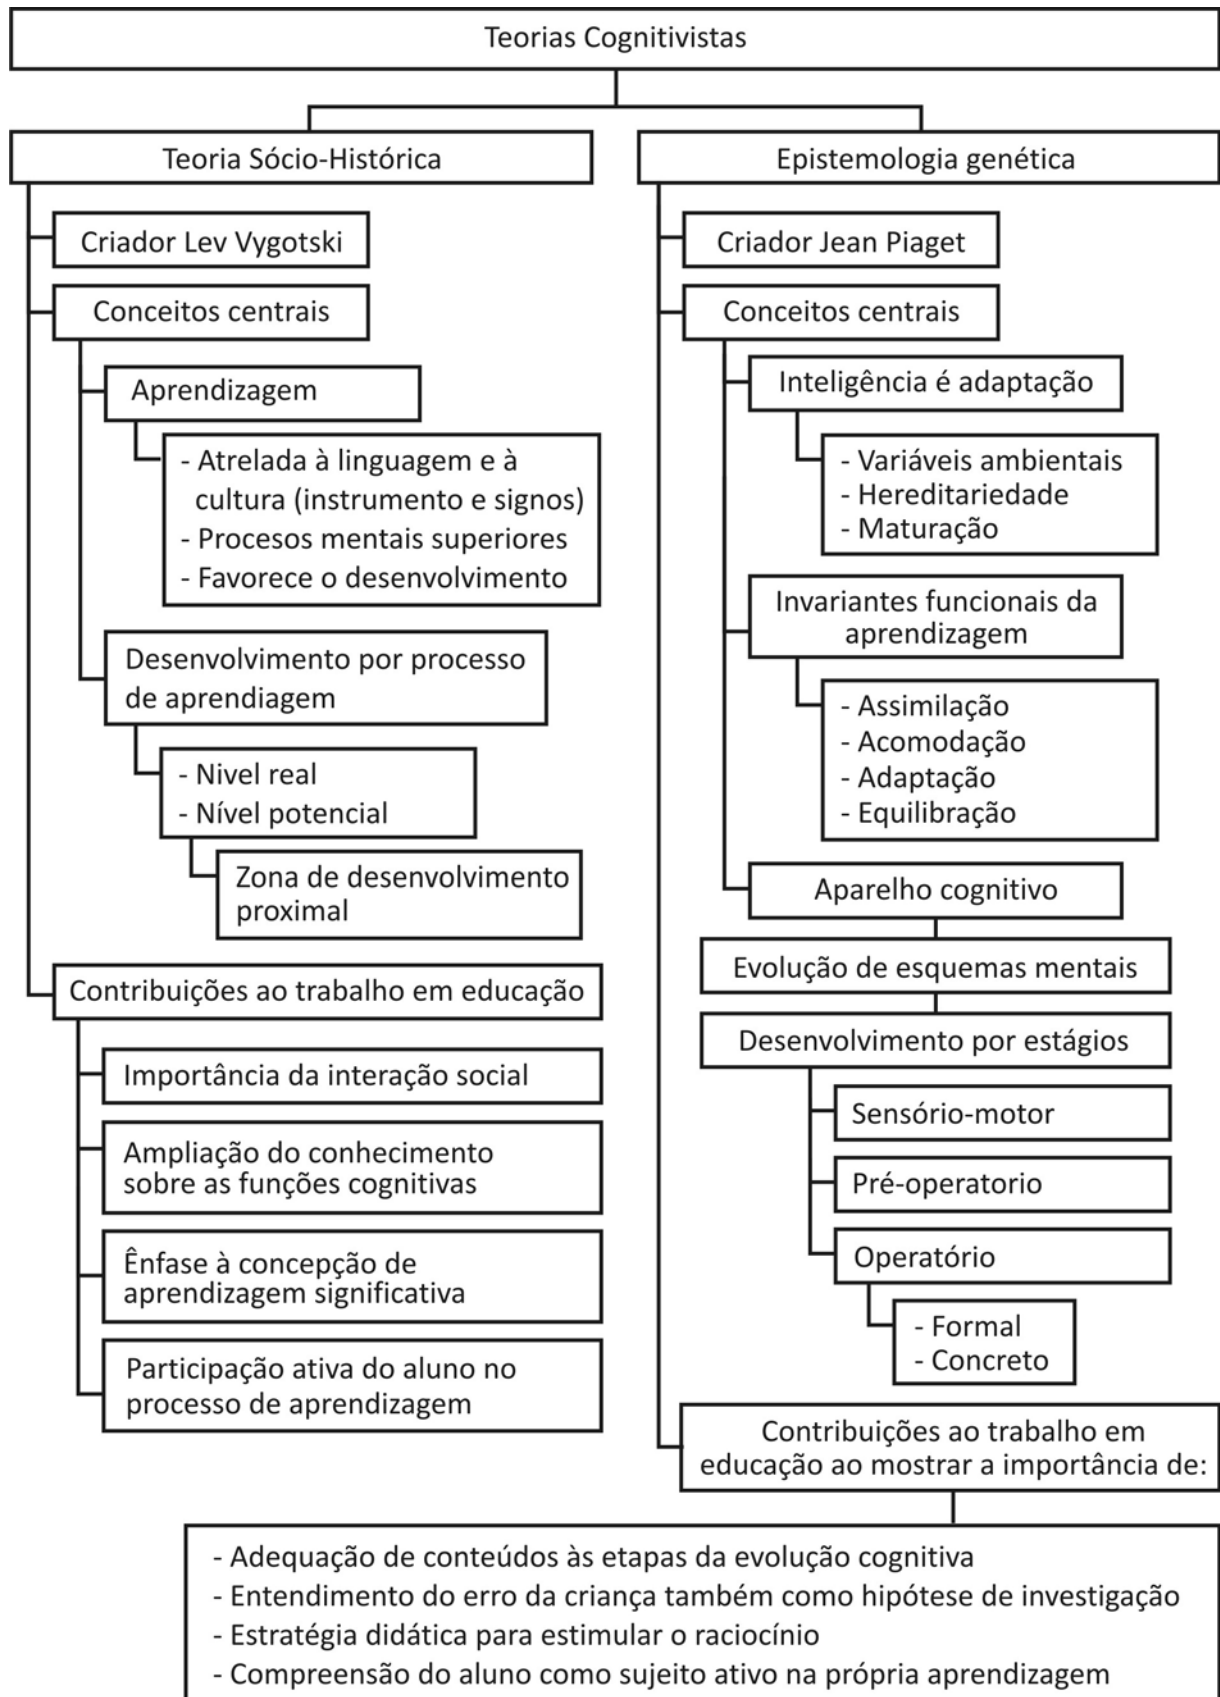 Teorias Cognitivistas
Teoria Sócio-Histórica
Criador Lev Vygotski
Conceitos centrais
Aprendizagem
- Atrelada à linguagem e à
cultura (instrumento e signos)
- Procesos mentais superiores
- Favorece o desenvolvimento
Desenvolvimento por processo
de aprendiagem
- Nivel real
- Nível potencial
Zona de desenvolvimento
proximal
Contribuições ao trabalho em educação
Importância da interação social
Ampliação do conhecimento
sobre as funções cognitivas
Ênfase à concepção de
aprendizagem significativa
Participação ativa do aluno no
processo de aprendizagem
Epistemologia genética
Criador Jean Piaget
Conceitos centrais
Inteligência é adaptação
- Variáveis ambientais
- Hereditariedade
- Maturação
Invariantes funcionais da
aprendizagem
- Assimilação
- Acomodação
- Adaptação
- Equilibração
Aparelho cognitivo
Evolução de esquemas mentais
Desenvolvimento por estágios
Sensório-motor
Pré-operatorio
Operatório
- Formal
- Concreto
Contribuições ao trabalho em
educação ao mostrar a importância de:
- Adequação de conteúdos às etapas da evolução cognitiva
- Entendimento do erro da criança também como hipótese de investigação
- Estratégia didática para estimular o raciocínio
- Compreensão do aluno como sujeito ativo na própria aprendizagem